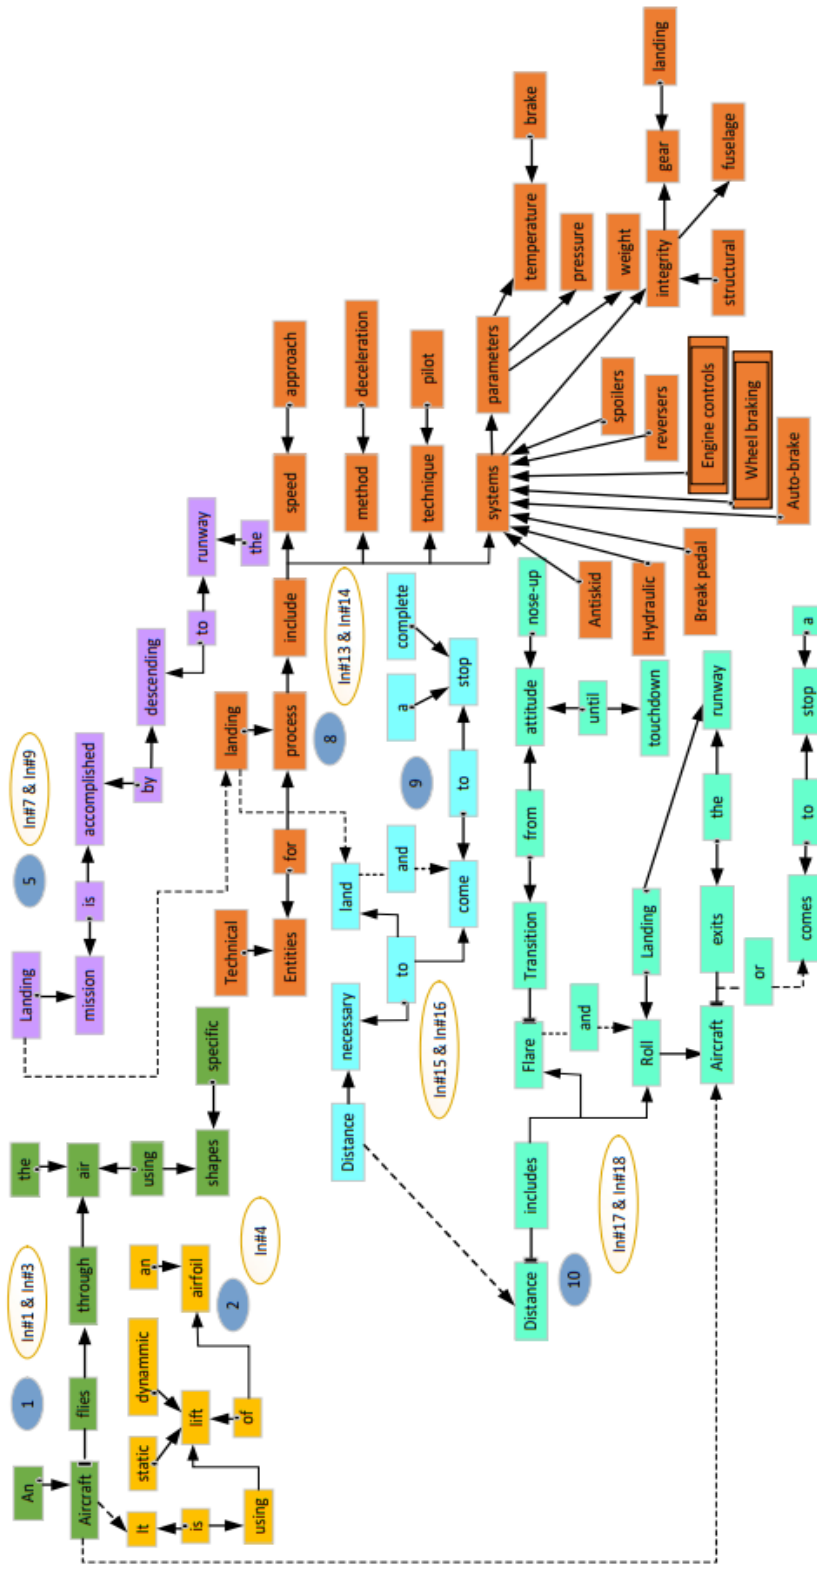 An
the
1
In#1 & In#3
Aircraft
flies
through
air
using
shapes
specific
It
is
using
static
dynammic
lift
of
an
airfoil
2
In#4
5
In#7 & In#9
Landing
mission
is
accomplished
by
descending
to
runway
the
Technical
Entities
for
landing
process
8
In#13 & In#14
include
speed
approach
method
deceleration
technique
pilot
systems
parameters
temperature
brake
pressure
weight
integrity
structural
gear
landing
fuselage
Antiskid
Hydraulic
Break pedal
spoilers
reversers
Engine controls
Wheel braking
Auto-brake
Distance
necessary
to
land
and
come
9
to
a
complete
stop
In#15 & In#16
Distance
10
includes
In#17 & In#18
Flare
Transition
from
attitude
nose-up
until
touchdown
and
Roll
Landing
runway
Aircraft
exits
the
or
comes
to
stop
a